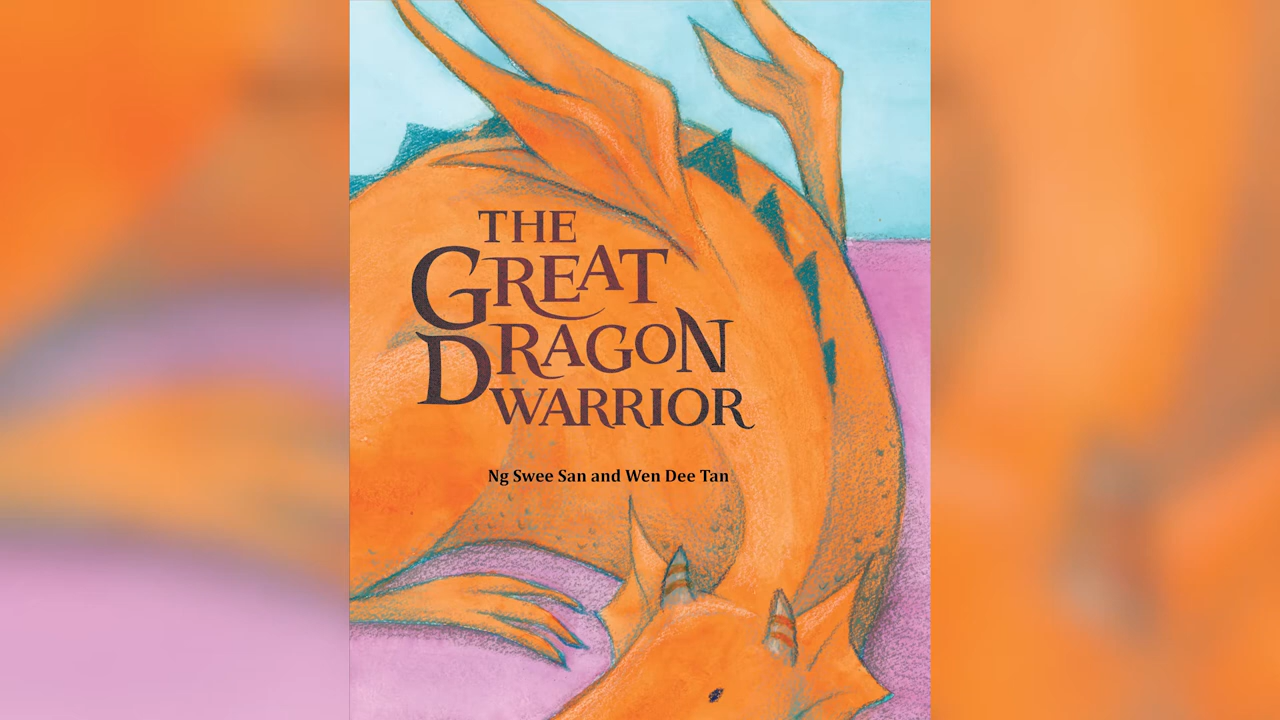 THE
GREAT
DRAGON
WARRIOR
Ng Swee San and Wen Dee Tan